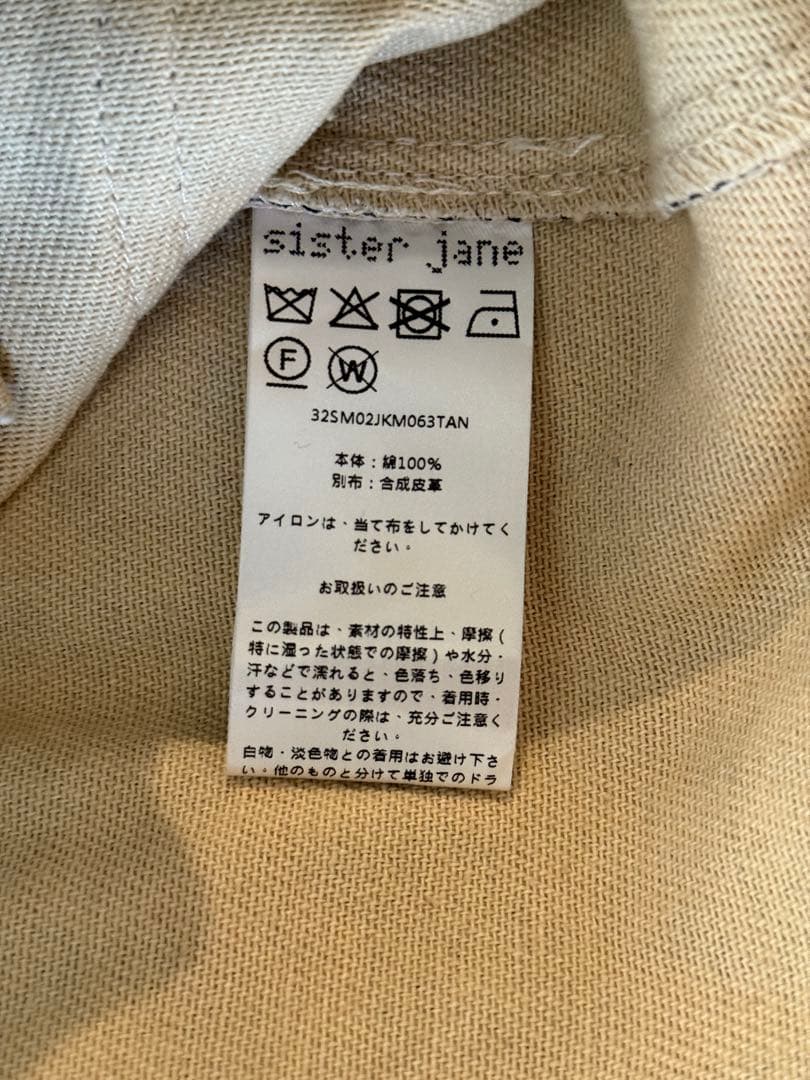 sister jane
F
W
32SM02JKM063TAN
本体：綿100%
別布：合成皮革
アイロンは、当て布をしてかけてく
ださい。
お取扱いのご注意
この製品は、素材の特性上、摩擦(
特に湿った状態での摩擦)や水分・
汗などで濡れると、色落ち、色移り
することがありますので、着用時・
クリーニングの際は、充分ご注意く
ださい。
白物・淡色物との着用はお避け下さ
い。他のものと分けて単独でのドラ